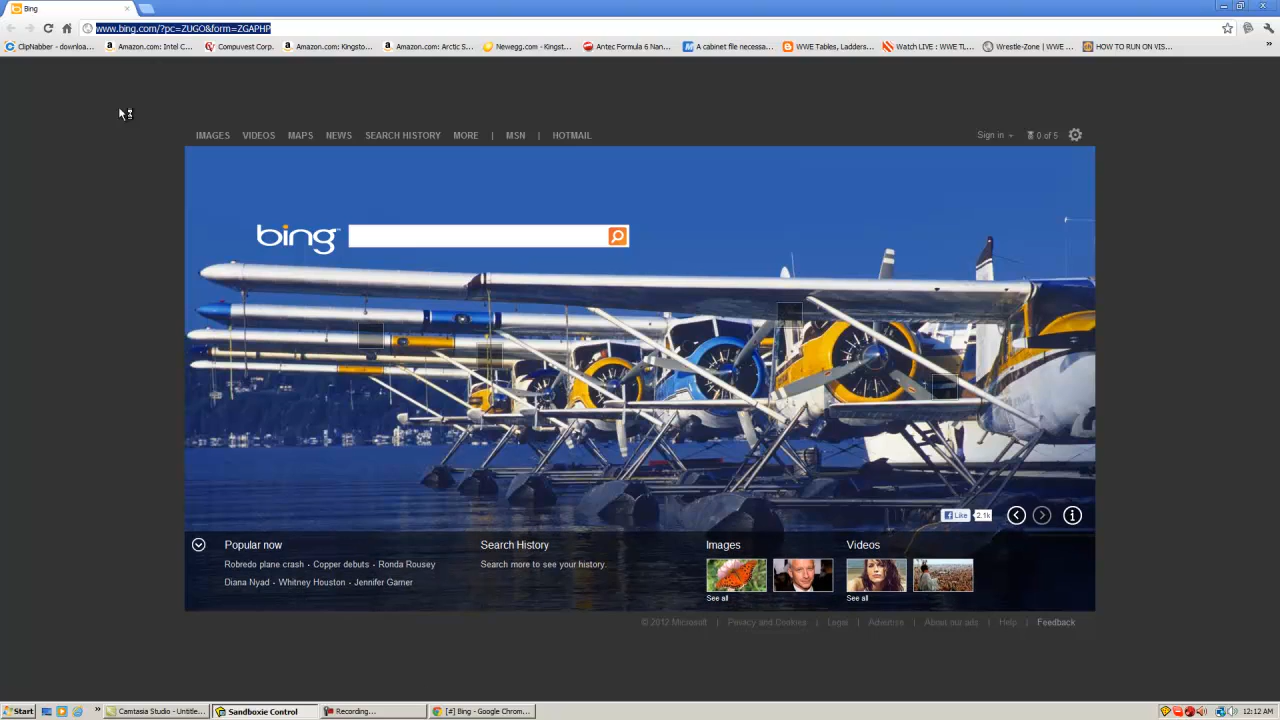 Bing
www.bing.com/?pc=ZUGO&form=ZGAPHP
ClipNabber - downloa... Amazon.com: Intel C... Compuvest Corp. Amazon.com: Kingsto... Amazon.com: Arctic S... Newegg.com - Kingst... Antec Formula 6 Nan... A cabinet file necessa... WWE Tables, Ladders... Watch LIVE : WWE TL... Wrestle-Zone | WWE ... HOW TO RUN ON VIS...
IMAGES VIDEOS MAPS NEWS SEARCH HISTORY MORE | MSN | HOTMAIL Sign in 0 of 5
bing
Like 2.1k
Popular now Search History Images Videos
Robredo plane crash · Copper debuts · Ronda Rousey Search more to see your history.
Diana Nyad · Whitney Houston · Jennifer Garner
See all See all
© 2012 Microsoft | Privacy and Cookies | Legal | Advertise | About our ads | Help | Feedback
Start Camtasia Studio - Untitle... Sandboxie Control Recording... [#] Bing - Google Chrom... 12:12 AM